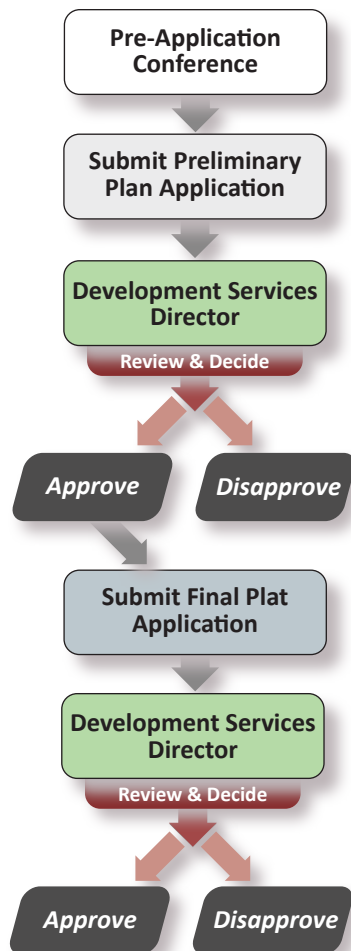 Pre-Application
Conference
Submit Preliminary
Plan Application
Development Services
Director
Review & Decide
Approve
Disapprove
Submit Final Plat
Application
Development Services
Director
Review & Decide
Approve
Disapprove